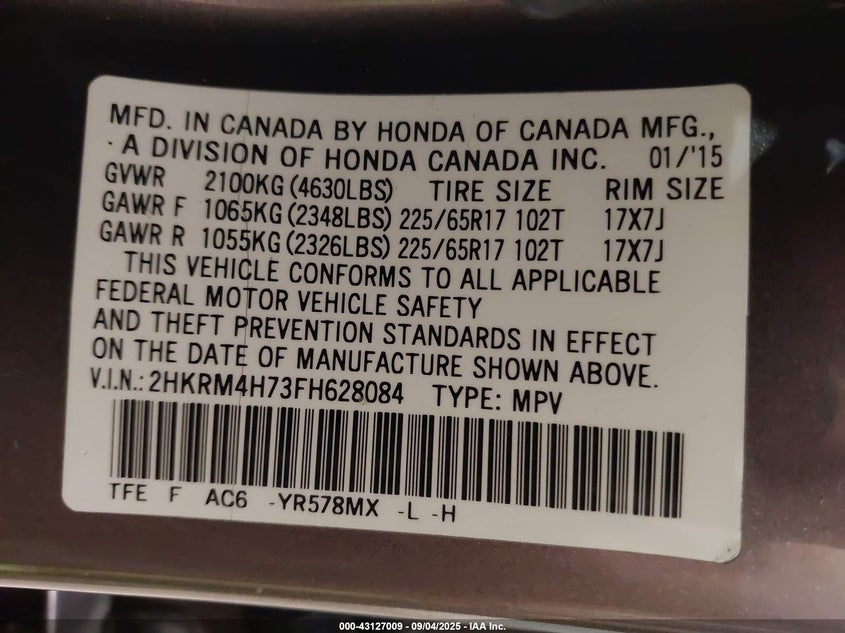 MFD. IN CANADA BY HONDA OF CANADA MFG.,
A DIVISION OF HONDA CANADA INC. 01/'15
GVWR 2100KG (4630LBS) TIRE SIZE RIM SIZE
GAWR F 1065KG (2348LBS) 225/65R17 102T 17X7J
GAWR R 1055KG (2326LBS) 225/65R17 102T 17X7J
THIS VEHICLE CONFORMS TO ALL APPLICABLE
FEDERAL MOTOR VEHICLE SAFETY
AND THEFT PREVENTION STANDARDS IN EFFECT
ON THE DATE OF MANUFACTURE SHOWN ABOVE.
V.I.N.: 2HKRM4H73FH628084 TYPE: MPV
TFE F AC6 -YR578MX -L -H
000-43127009 - 09/04/2025 - IAA Inc.